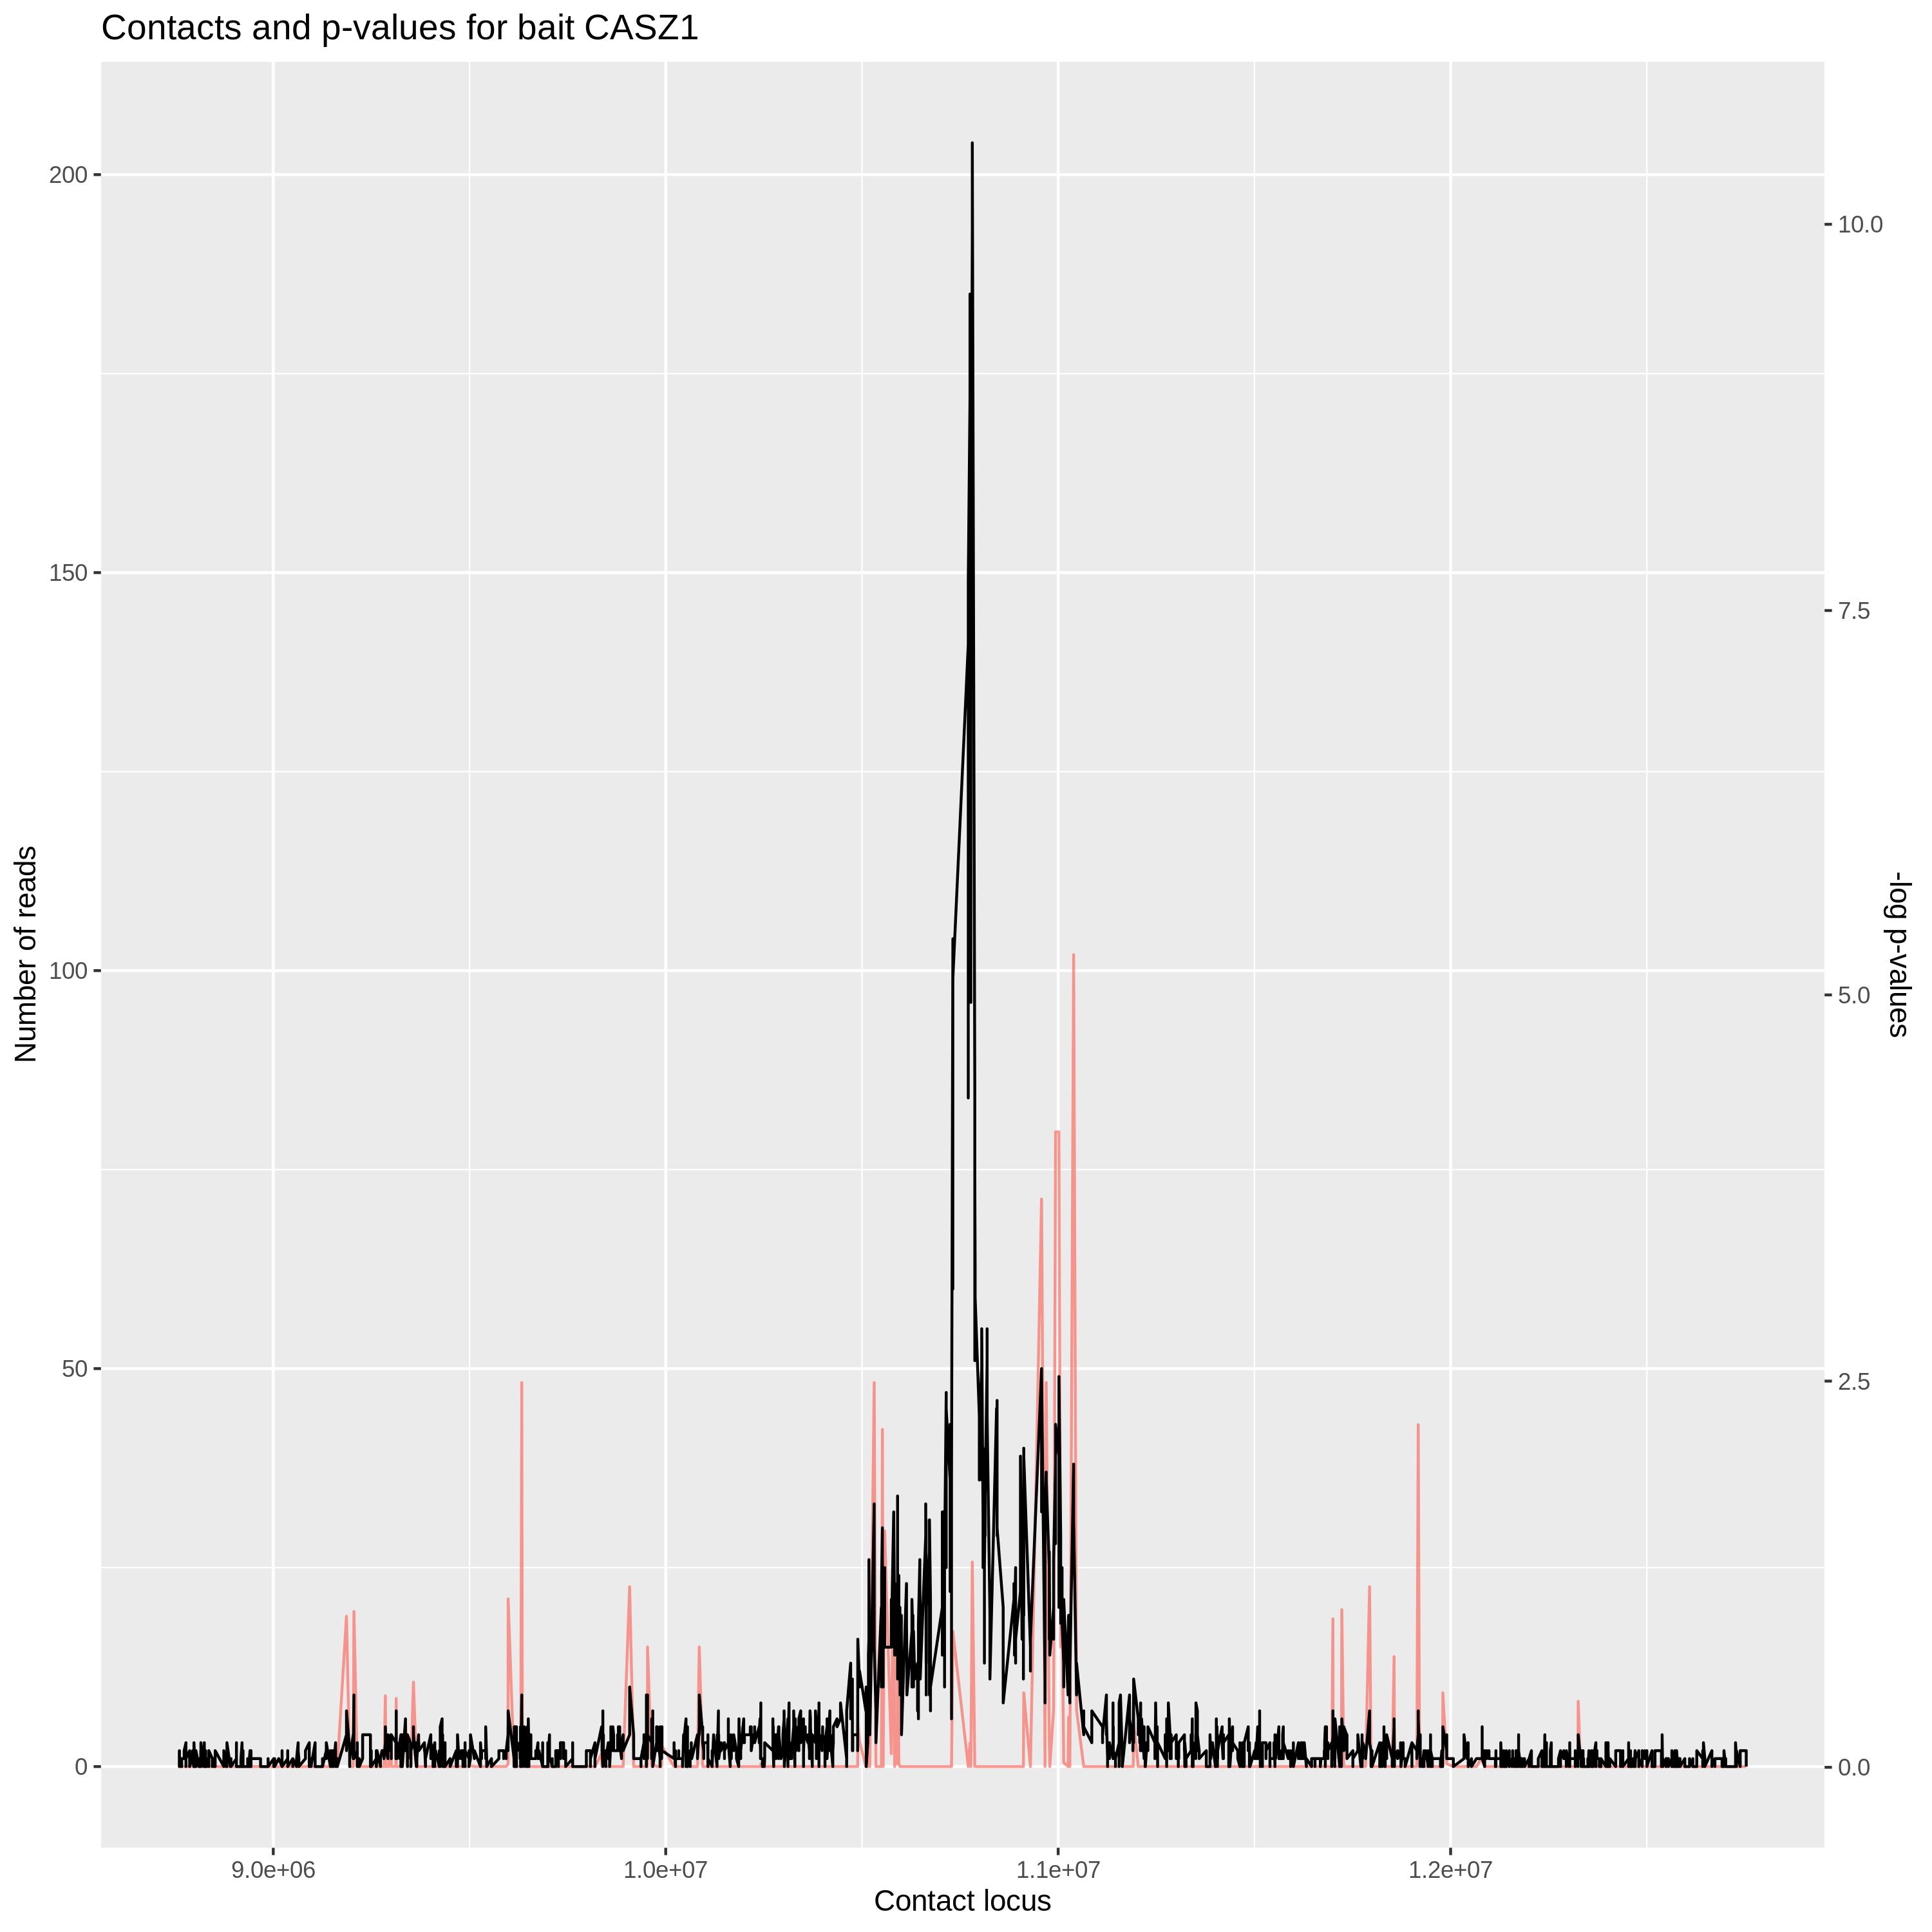 Contacts and p-values for bait CASZ1
200
150
100
50
0
Number of reads
10.0
7.5
5.0
2.5
0.0
-log p-values
9.0e+06
1.0e+07
1.1e+07
1.2e+07
Contact locus